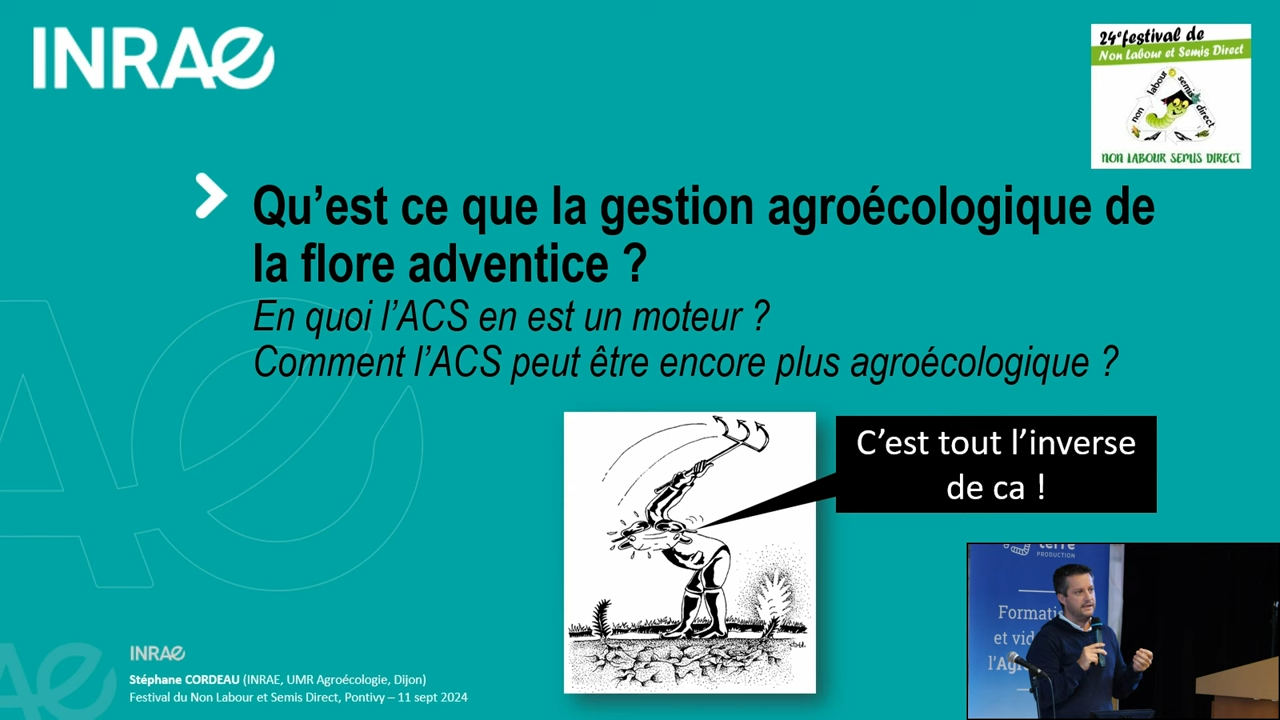 INRAE
24e festival de
Non Labour et Semis Direct
non labour semis direct
NON LABOUR SEMIS DIRECT
Qu’est ce que la gestion agroécologique de
la flore adventice ?
En quoi l’ACS en est un moteur ?
Comment l’ACS peut être encore plus agroécologique ?
C’est tout l’inverse
de ca !
terre
PRODUCTION
Formati
et vid
l’Ag
INRAE
Stéphane CORDEAU (INRAE, UMR Agroécologie, Dijon)
Festival du Non Labour et Semis Direct, Pontivy – 11 sept 2024